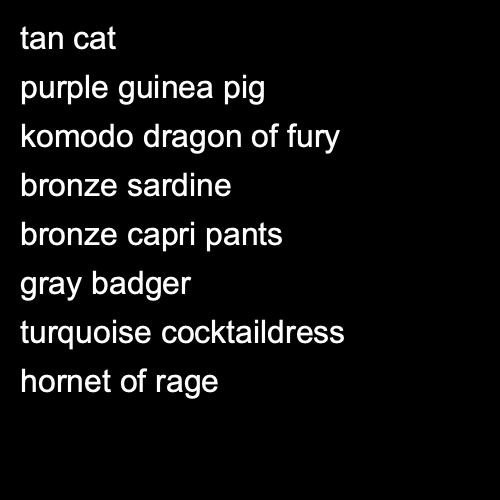 tan cat
purple guinea pig
komodo dragon of fury
bronze sardine
bronze capri pants
gray badger
turquoise cocktaildress
hornet of rage